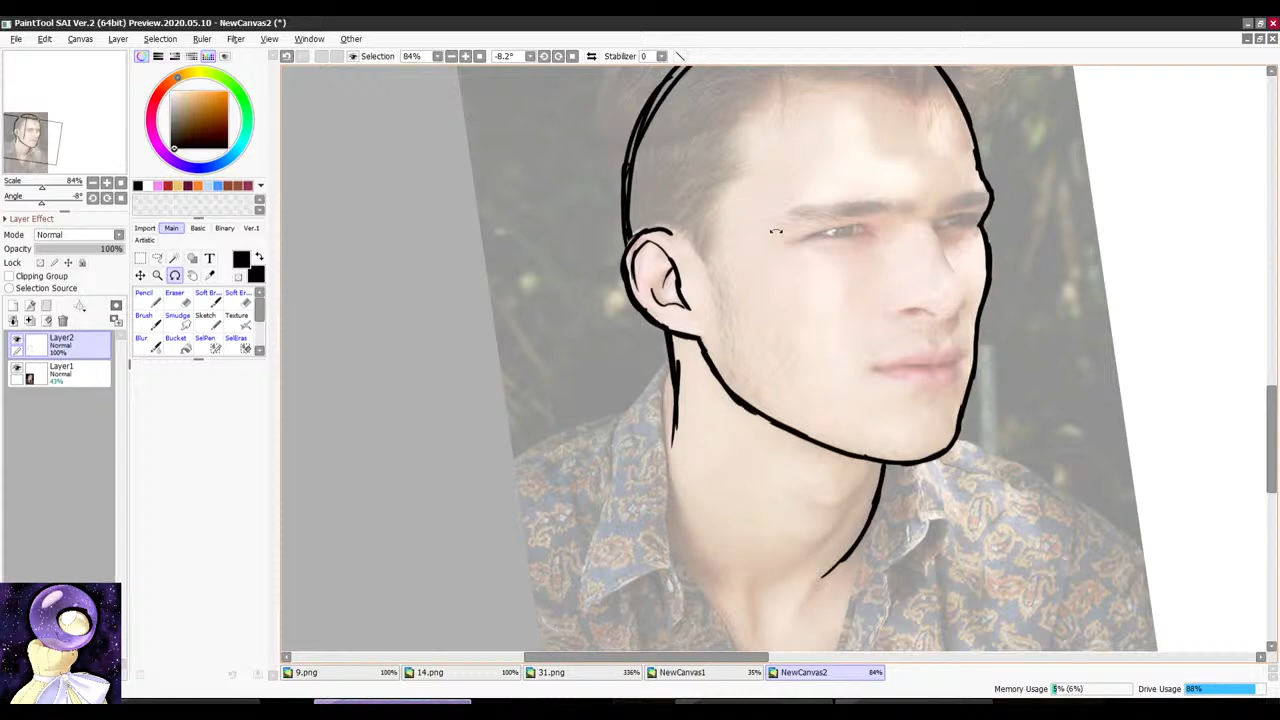 PaintTool SAI Ver.2 (64bit) Preview.2020.05.10 - NewCanvas2 (*)
File Edit Canvas Layer Selection Ruler Filter View Window Other
Selection 84% -8.2° Stabilizer 0
Scale 84%
Angle -8°
Layer Effect
Mode Normal
Opacity 100%
Lock
Clipping Group
Selection Source
Layer2
Normal
100%
Layer1
Normal
43%
Import Main Basic Ver.1
Artistic
T
Pencil Eraser Soft Br... Soft Er...
Brush Smudge Sketch Texture
Blur Bucket SelPen SelEras
9.png 100% 14.png 100% 31.png 336% NewCanvas1 35% NewCanvas2 84%
Memory Usage 5% (6%) Drive Usage 88%